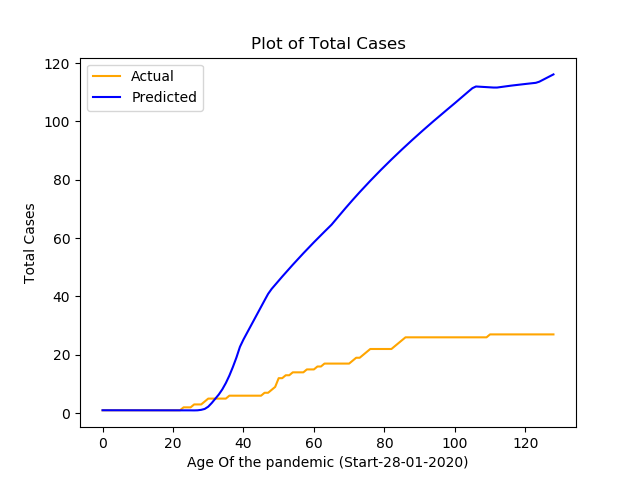 Plot of Total Cases
Actual
Predicted
120
100
80
60
40
20
0
Total Cases
0 20 40 60 80 100 120
Age Of the pandemic (Start-28-01-2020)